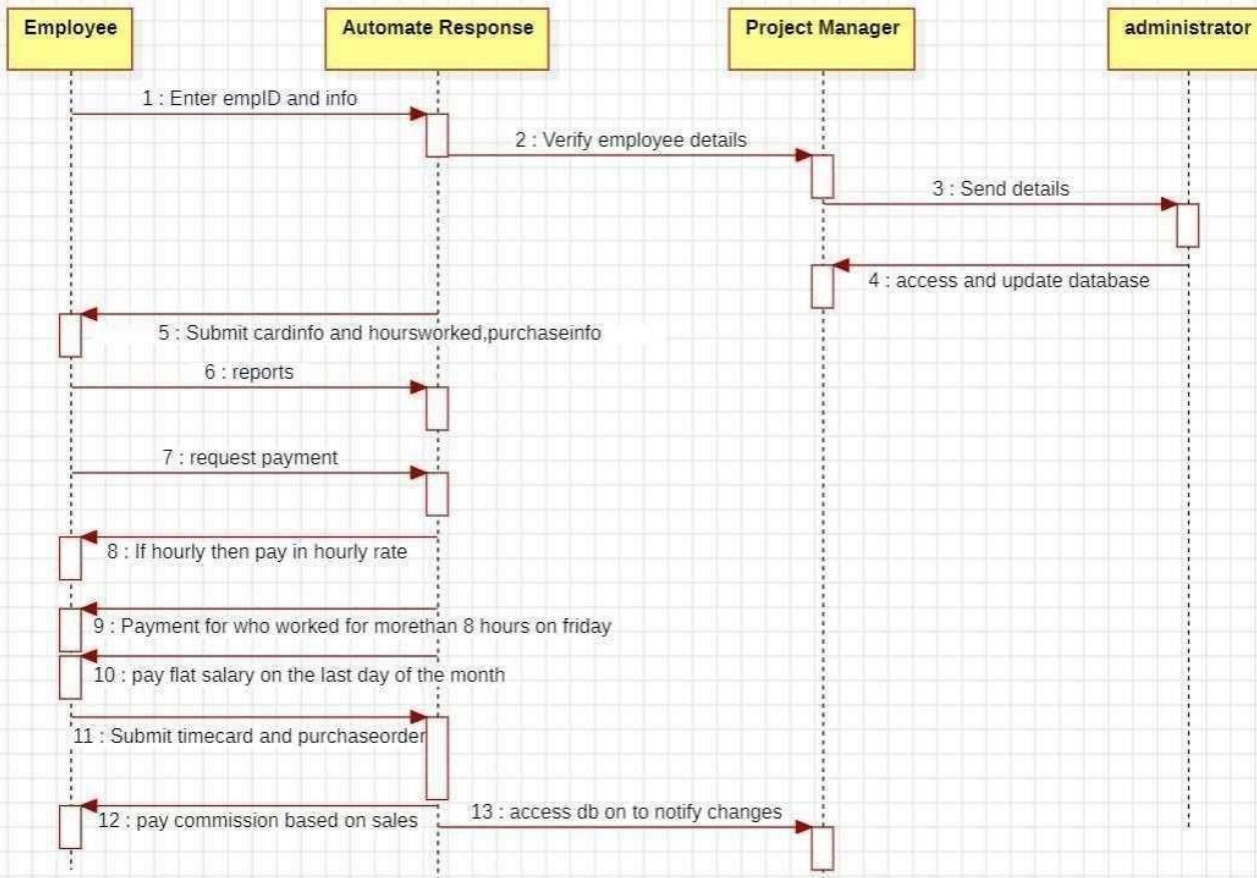 Employee
Automate Response
Project Manager
administrator
1 : Enter empID and info
2 : Verify employee details
3 : Send details
4 : access and update database
5 : Submit cardinfo and hoursworked,purchaseinfo
6 : reports
7 : request payment
8 : If hourly then pay in hourly rate
9 : Payment for who worked for morethan 8 hours on friday
10 : pay flat salary on the last day of the month
11 : Submit timecard and purchaseorder
12 : pay commission based on sales
13 : access db on to notify changes